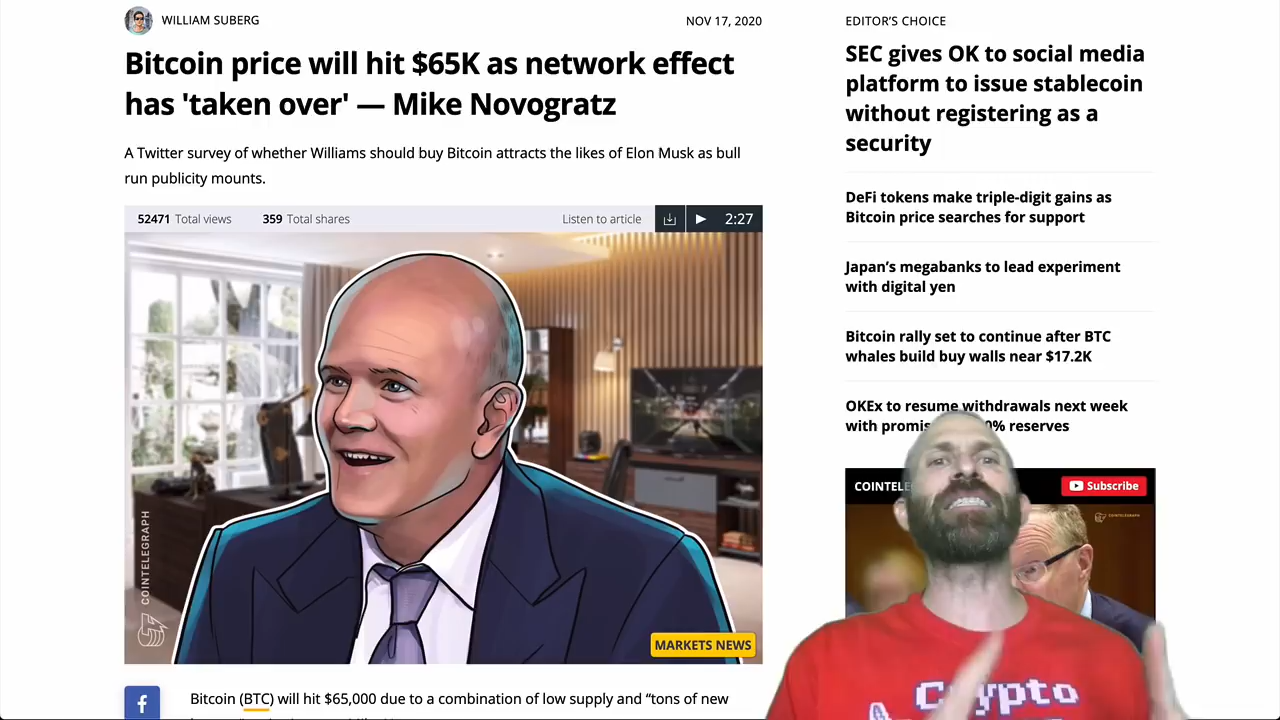 WILLIAM SUBERG
NOV 17, 2020
Bitcoin price will hit $65K as network effect
has 'taken over' — Mike Novogratz
A Twitter survey of whether Williams should buy Bitcoin attracts the likes of Elon Musk as bull
run publicity mounts.
52471 Total views
359 Total shares
Listen to article
2:27
COINTELEGRAPH
MARKETS NEWS
f
Bitcoin (BTC) will hit $65,000 due to a combination of low supply and “tons of new
EDITOR’S CHOICE
SEC gives OK to social media
platform to issue stablecoin
without registering as a
security
DeFi tokens make triple-digit gains as
Bitcoin price searches for support
Japan’s megabanks to lead experiment
with digital yen
Bitcoin rally set to continue after BTC
whales build buy walls near $17.2K
OKEx to resume withdrawals next week
with 0% reserves
Subscribe
COINTELEGRAPH
Crypto